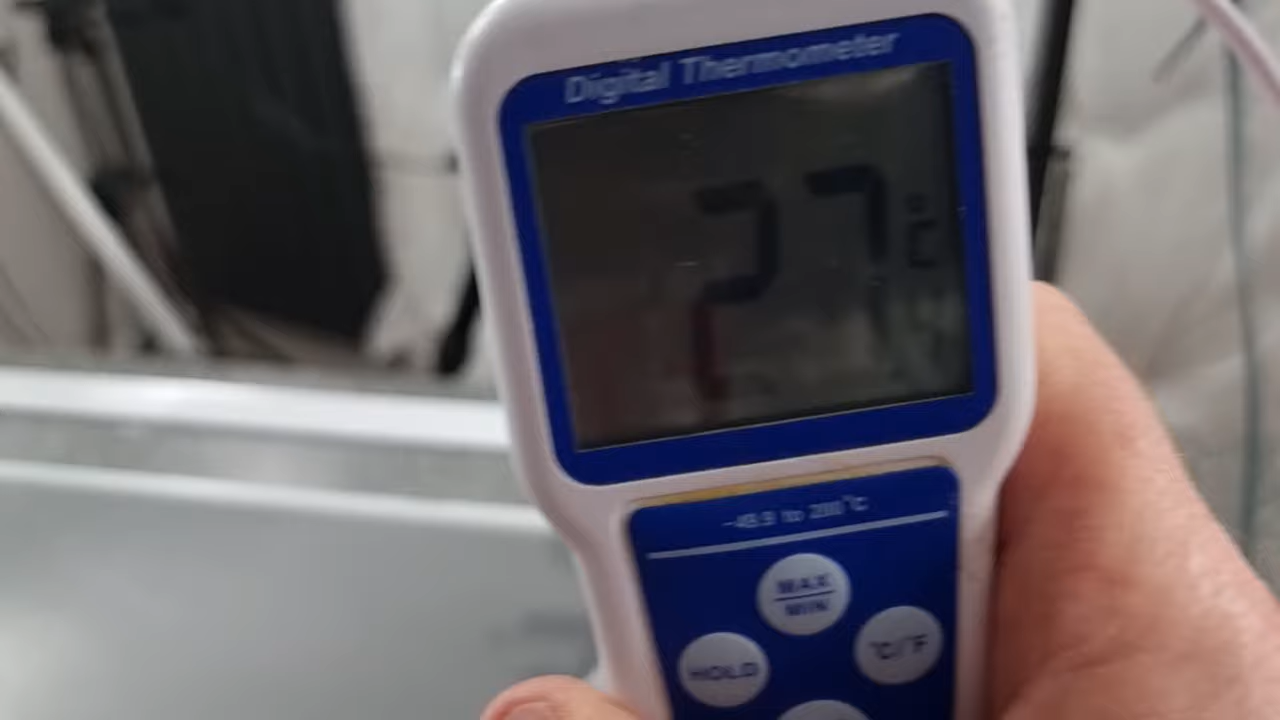 Digital Thermometer
27 °C
-49.9 to 200°C
MAX
MIN
°C/°F
HOLD